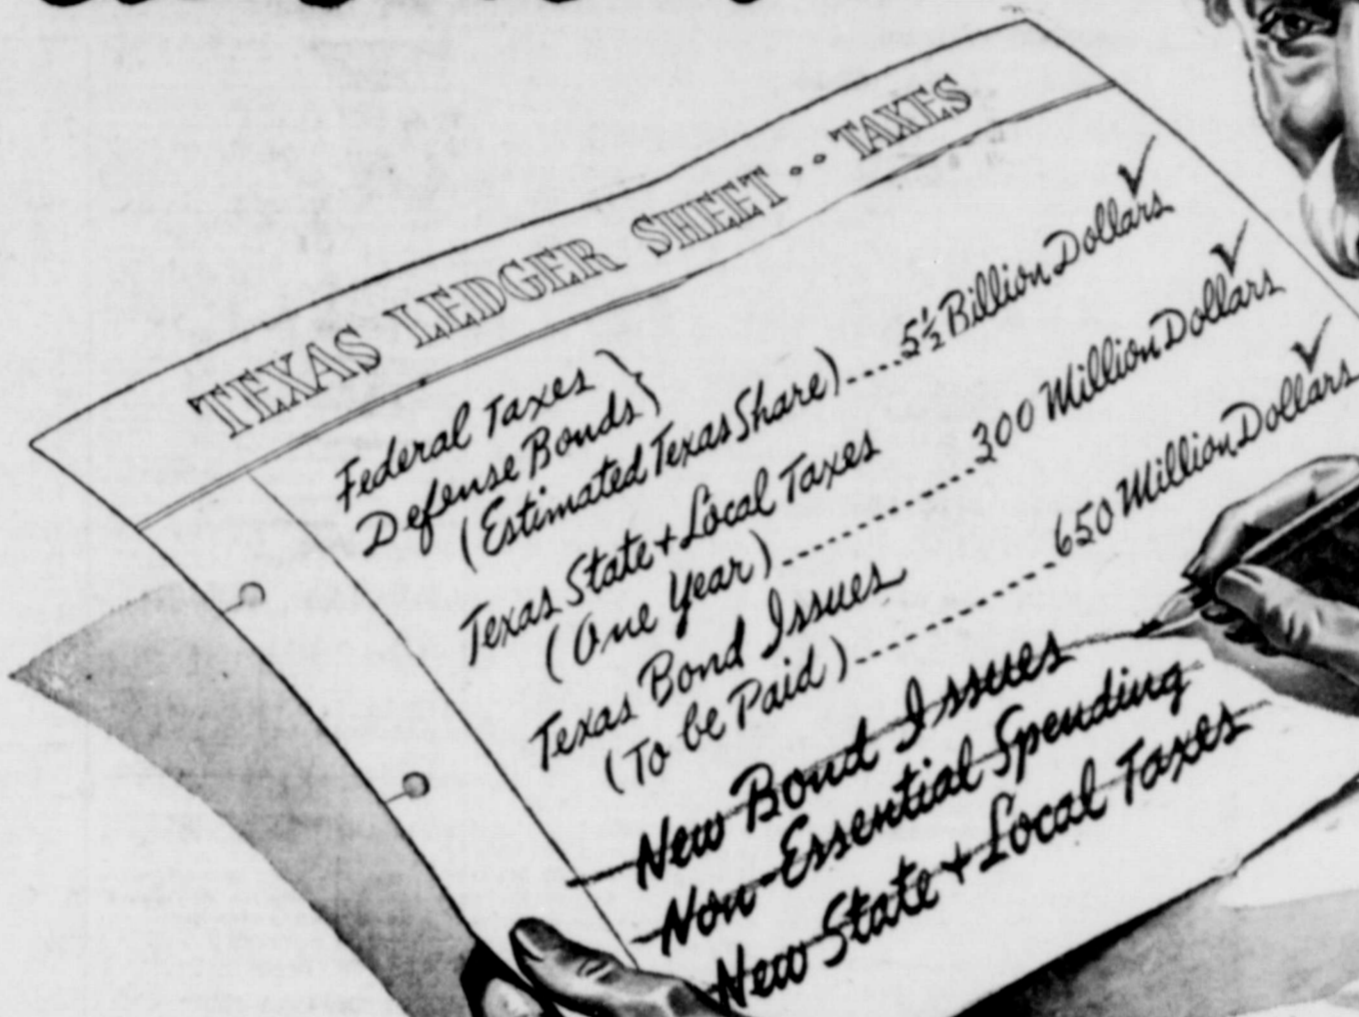 TEXAS LEDGER SHEET -- TAXES
Federal Taxes
Defense Bonds}
(Estimated Texas Share)----5½ Billion Dollars ✓
Texas State + Local Taxes
(One Year)------------300 Million Dollars ✓
Texas Bond Issues
(To be Paid)------------650 Million Dollars ✓
New Bond Issues
Non-Essential Spending
New State + Local Taxes